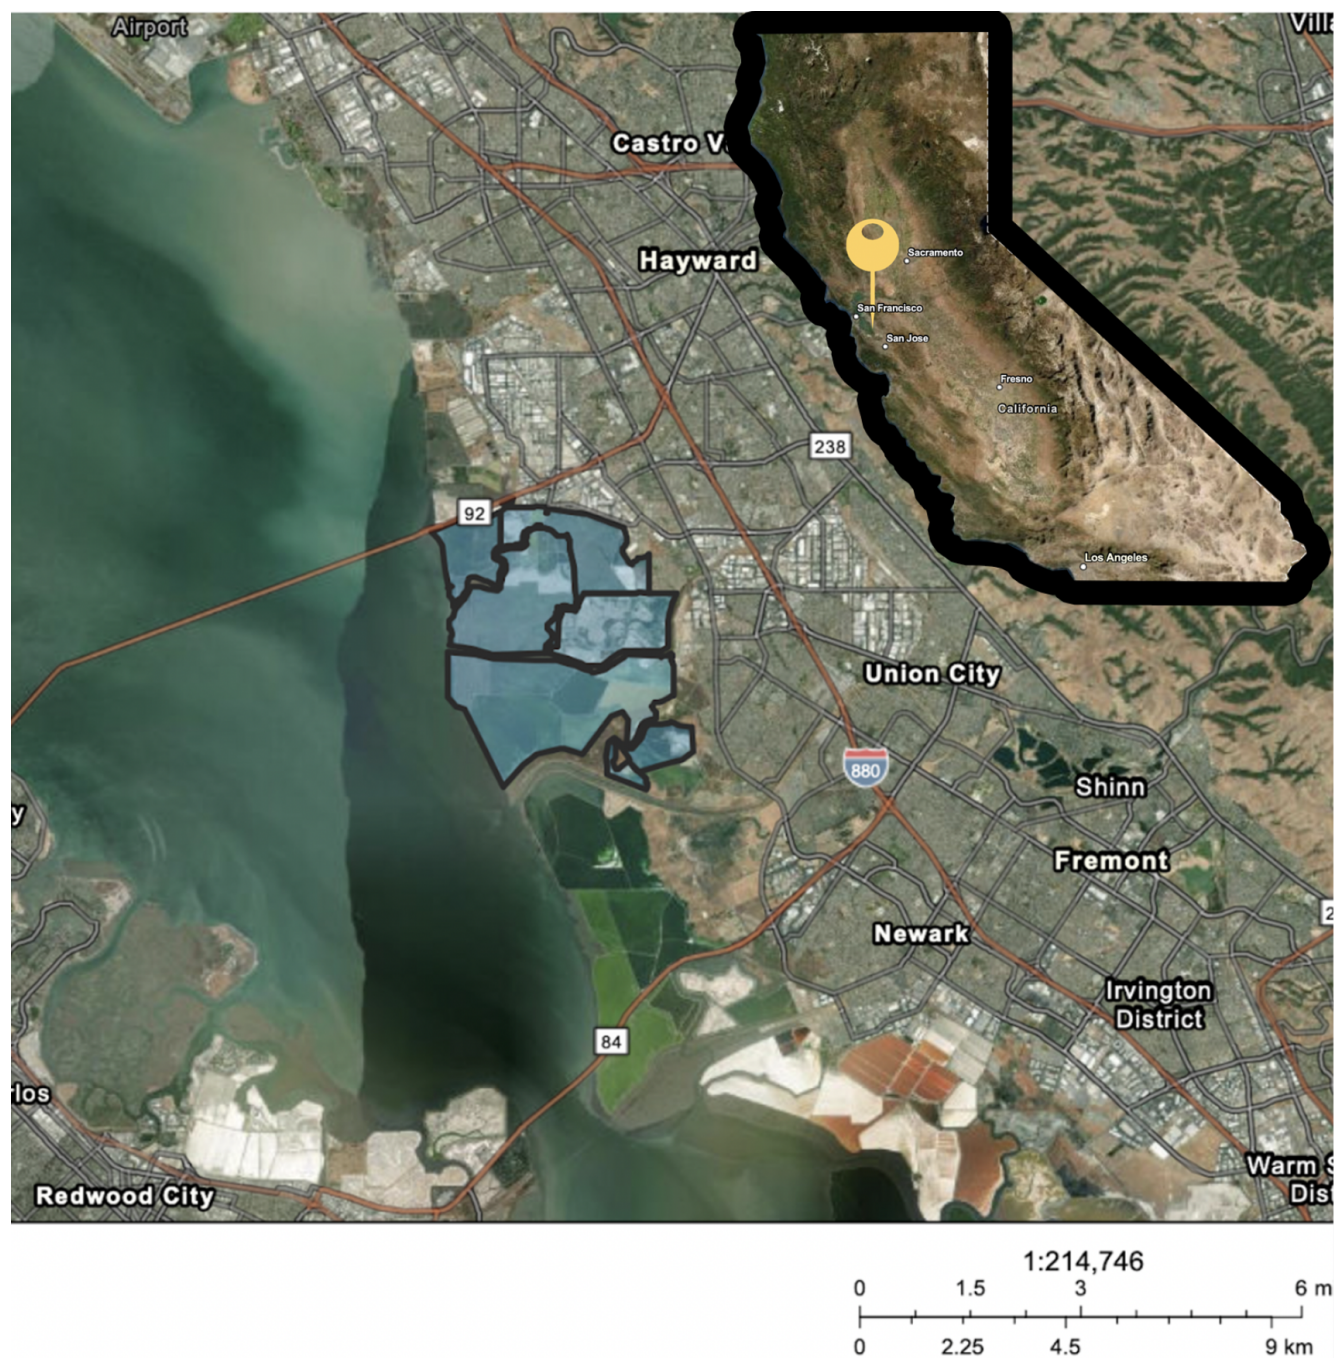 Airport
Vill
Castro V
Hayward
Sacramento
San Francisco
San Jose
Fresno
California
238
92
Los Angeles
Union City
880
Shinn
y
Fremont
2
Newark
Irvington
District
84
los
Warm S
Dis
Redwood City
1:214,746
0 1.5 3 6 m
0 2.25 4.5 9 km